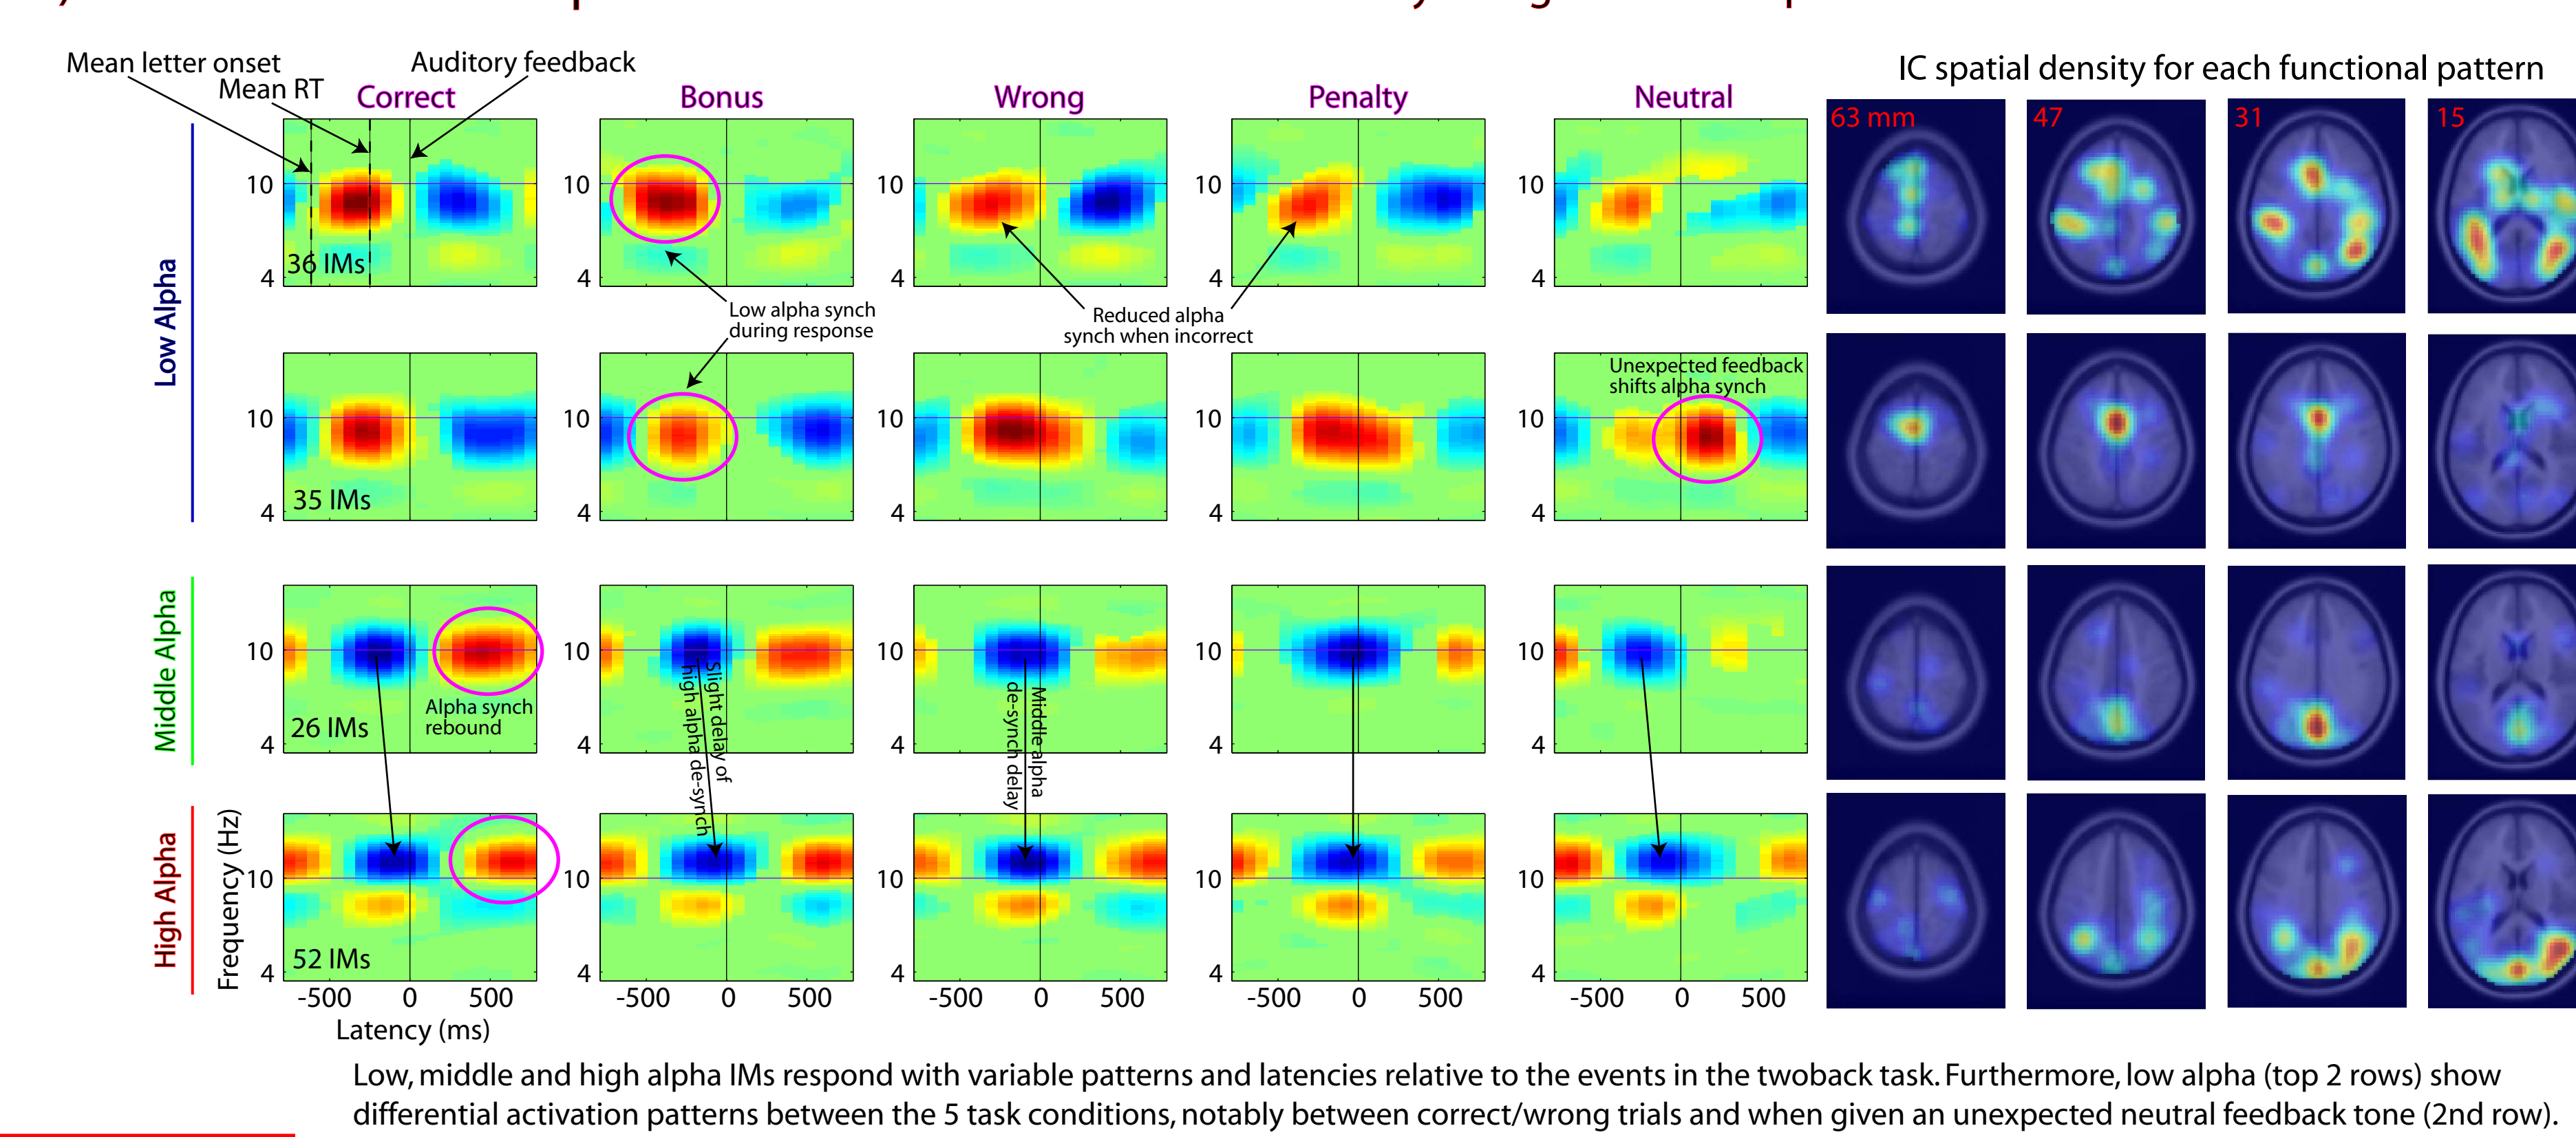 Mean letter onset
Mean RT
Auditory feedback
Correct
Bonus
Wrong
Penalty
Neutral
IC spatial density for each functional pattern
63 mm
47
31
15
Low Alpha
10
4
36 IMs
10
4
10
4
10
4
10
4
Low alpha synch
during response
Reduced alpha
synch when incorrect
10
4
35 IMs
10
4
10
4
10
4
10
4
Unexpected feedback
shifts alpha synch
Middle Alpha
10
4
26 IMs
Alpha synch
rebound
10
4
Slight delay of
high alpha de-synch
10
4
Middle alpha
de-synch delay
10
4
10
4
High Alpha
Frequency (Hz)
10
4
52 IMs
10
4
10
4
10
4
10
4
-500 0 500
-500 0 500
-500 0 500
-500 0 500
-500 0 500
Latency (ms)
Low, middle and high alpha IMs respond with variable patterns and latencies relative to the events in the twoback task. Furthermore, low alpha (top 2 rows) show
differential activation patterns between the 5 task conditions, notably between correct/wrong trials and when given an unexpected neutral feedback tone (2nd row).